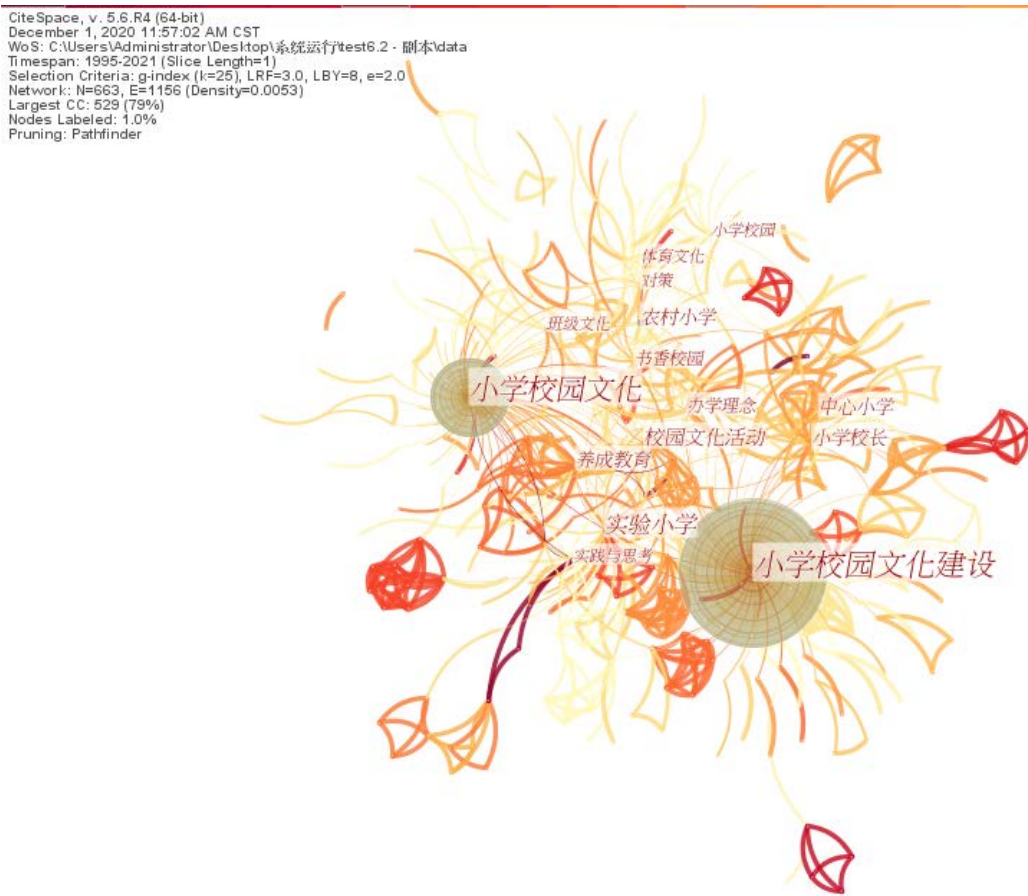 CiteSpace, v. 5.6.R4 (64-bit)
December 1, 2020 11:57:02 AM CST
WoS: C:\Users\Administrator\Desktop\系统运行\test6.2 - 副本\data
Timespan: 1995-2021 (Slice Length=1)
Selection Criteria: g-index (k=25), LRF=3.0, LBY=8, e=2.0
Network: N=663, E=1156 (Density=0.0053)
Largest CC: 529 (79%)
Nodes Labeled: 1.0%
Pruning: Pathfinder
小学校园
体育文化
对策
农村小学
班级文化
书香校园
小学校园文化
办学理念
中心小学
校园文化活动
小学校长
养成教育
实验小学
实践与思考
小学校园文化建设